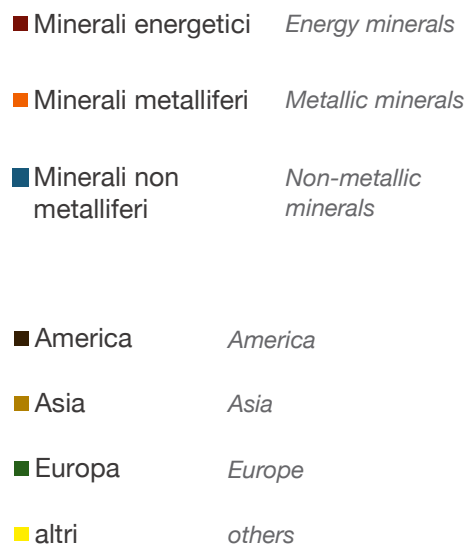 Minerali energetici Energy minerals
Minerali metalliferi Metallic minerals
Minerali non Non-metallic
metalliferi minerals
America America
Asia Asia
Europa Europe
altri others